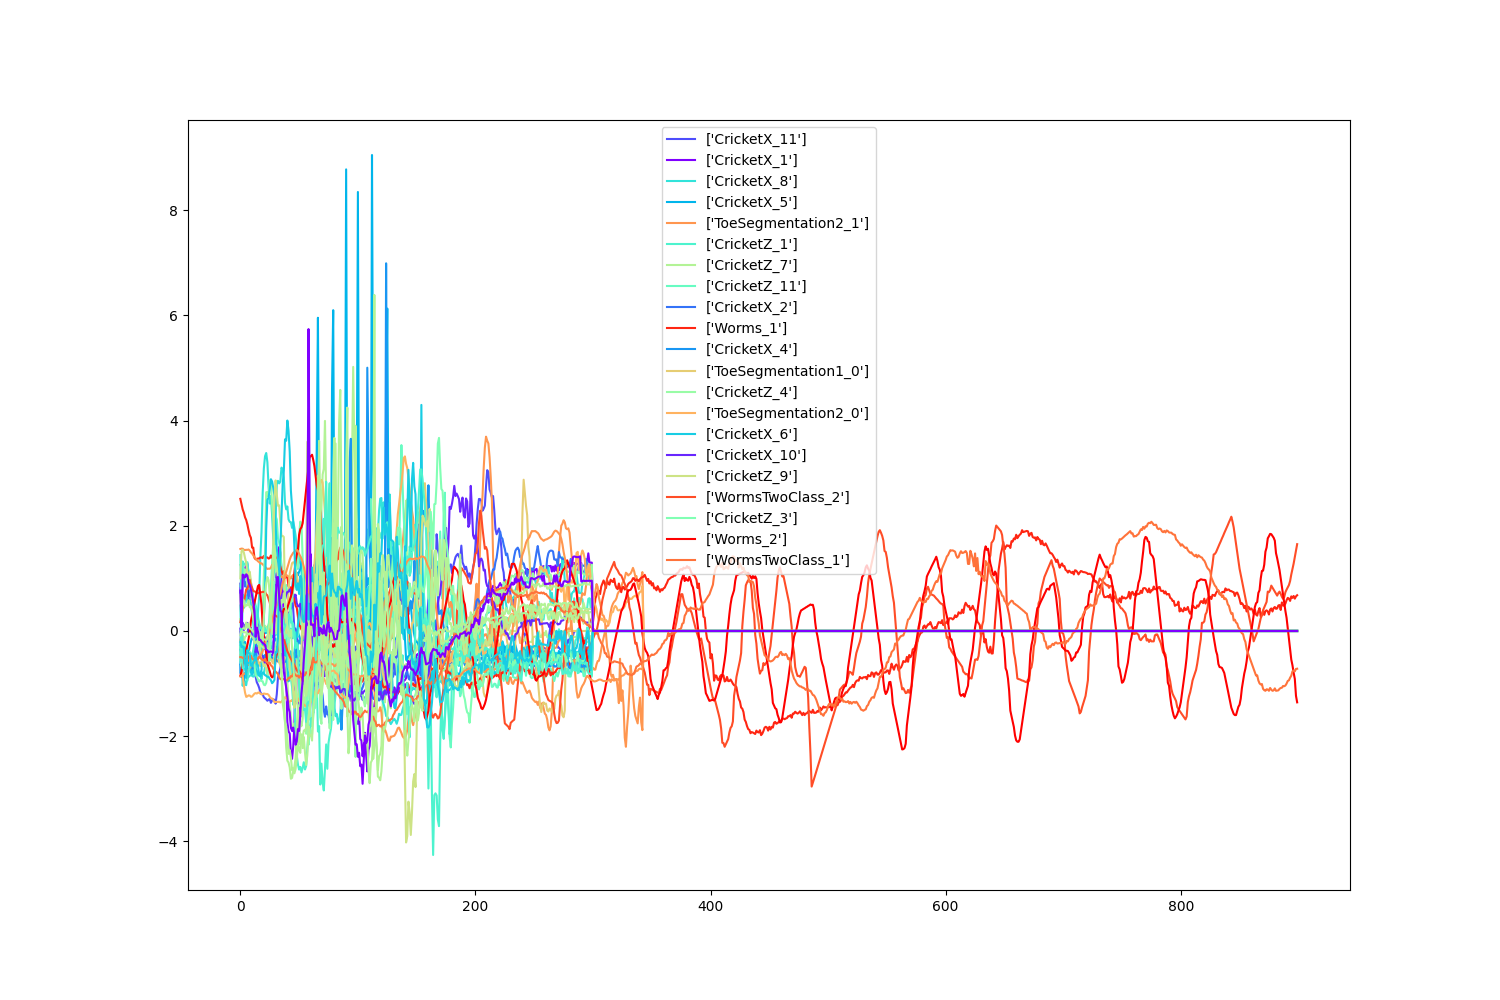 ['CricketX_11']
['CricketX_1']
['CricketX_8']
['CricketX_5']
['ToeSegmentation2_1']
['CricketZ_1']
['CricketZ_7']
['CricketZ_11']
['CricketX_2']
['Worms_1']
['CricketX_4']
['ToeSegmentation1_0']
['CricketZ_4']
['ToeSegmentation2_0']
['CricketX_6']
['CricketX_10']
['CricketZ_9']
['WormsTwoClass_2']
['CricketZ_3']
['Worms_2']
['WormsTwoClass_1']
8
6
4
2
0
−2
−4
0 200 400 600 800